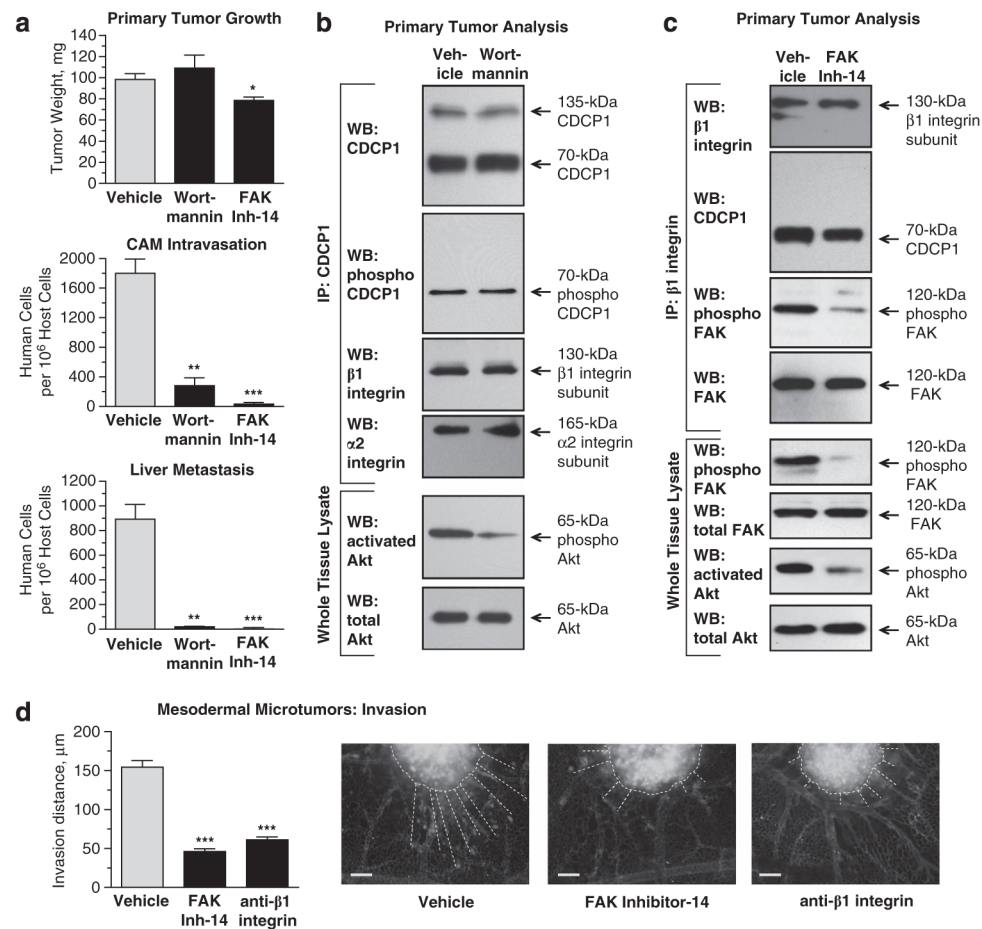 a
Primary Tumor Growth
Tumor Weight, mg
140
120
100
80
60
40
20
0
*
Vehicle
Wort-
mannin
FAK
Inh-14
CAM Intravasation
Human Cells
per 10⁶ Host Cells
2000
1600
1200
800
400
0
**
***
Vehicle
Wort-
mannin
FAK
Inh-14
Liver Metastasis
Human Cells
per 10⁶ Host Cells
1200
1000
800
600
400
200
0
**
***
Vehicle
Wort-
mannin
FAK
Inh-14
b
Primary Tumor Analysis
Veh-
icle
Wort-
mannin
IP: CDCP1
WB:
CDCP1
135-kDa
CDCP1
70-kDa
CDCP1
WB:
phospho
CDCP1
70-kDa
phospho
CDCP1
WB:
β1
integrin
130-kDa
β1 integrin
subunit
WB:
α2
integrin
165-kDa
α2 integrin
subunit
Whole Tissue Lysate
WB:
activated
Akt
65-kDa
phospho
Akt
WB:
total
Akt
65-kDa
Akt
c
Primary Tumor Analysis
Veh-
icle
FAK
Inh-14
IP: β1 integrin
WB:
β1
integrin
130-kDa
β1 integrin
subunit
WB:
CDCP1
70-kDa
CDCP1
WB:
phospho
FAK
120-kDa
phospho
FAK
WB:
FAK
120-kDa
FAK
Whole Tissue Lysate
WB:
phospho
FAK
120-kDa
phospho
FAK
WB:
total FAK
120-kDa
FAK
WB:
activated
Akt
65-kDa
phospho
Akt
WB:
total Akt
65-kDa
Akt
d
Mesodermal Microtumors: Invasion
Invasion distance, μm
200
150
100
50
0
***
***
Vehicle
FAK
Inh-14
anti-β1
integrin
Vehicle
FAK Inhibitor-14
anti-β1 integrin